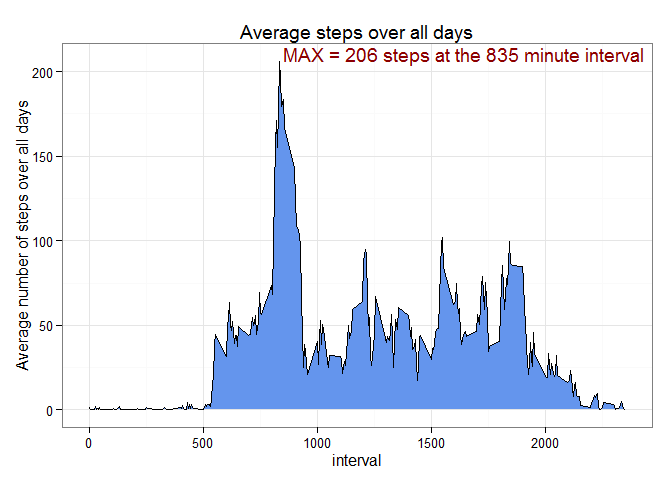 Average steps over all days
MAX = 206 steps at the 835 minute interval
Average number of steps over all days
200
150
100
50
0
0 500 1000 1500 2000
interval